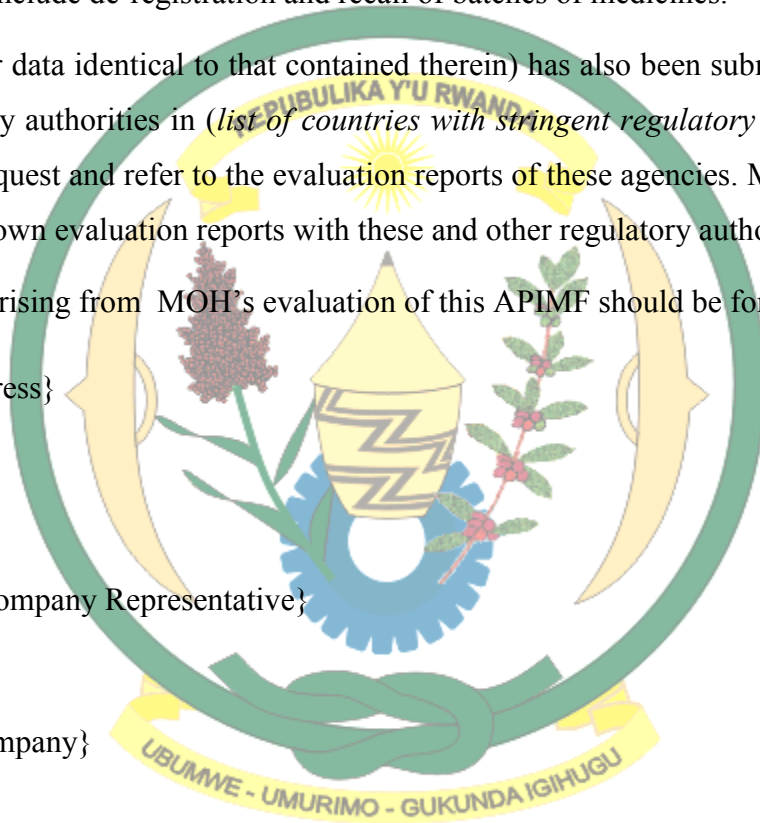 include de-registration and recall of batches of medicines.
r data identical to that contained therein) has also been subm
REPUBULIKA Y'U RWANDA
y authorities in (list of countries with stringent regulatory
quest and refer to the evaluation reports of these agencies. M
own evaluation reports with these and other regulatory autho
rising from MOH's evaluation of this APIMF should be for
ress}
ompany Representative}
mpany}
UBUMWE - UMURIMO - GUKUNDA IGIHUGU